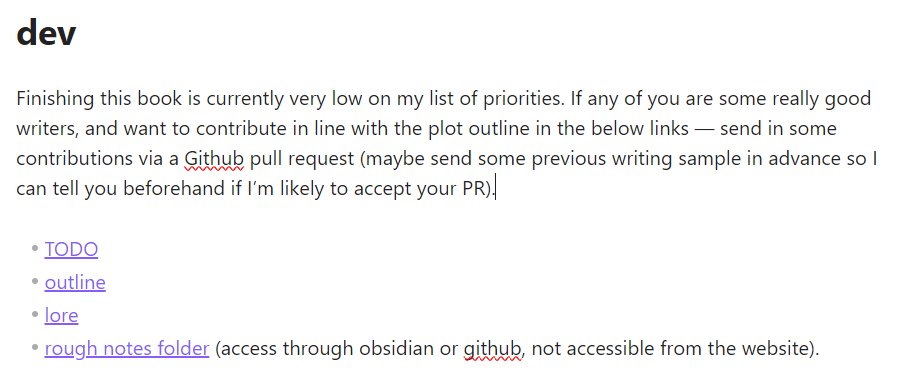 dev
Finishing this book is currently very low on my list of priorities. If any of you are some really good
writers, and want to contribute in line with the plot outline in the below links — send in some
contributions via a Github pull request (maybe send some previous writing sample in advance so I
can tell you beforehand if I’m likely to accept your PR).
• TODO
• outline
• lore
• rough notes folder (access through obsidian or github, not accessible from the website).